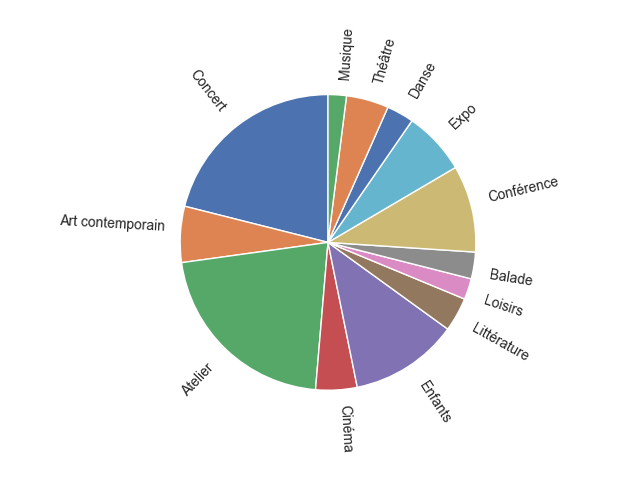 Musique
Théâtre
Danse
Expo
Conférence
Balade
Loisirs
Littérature
Enfants
Cinéma
Atelier
Art contemporain
Concert